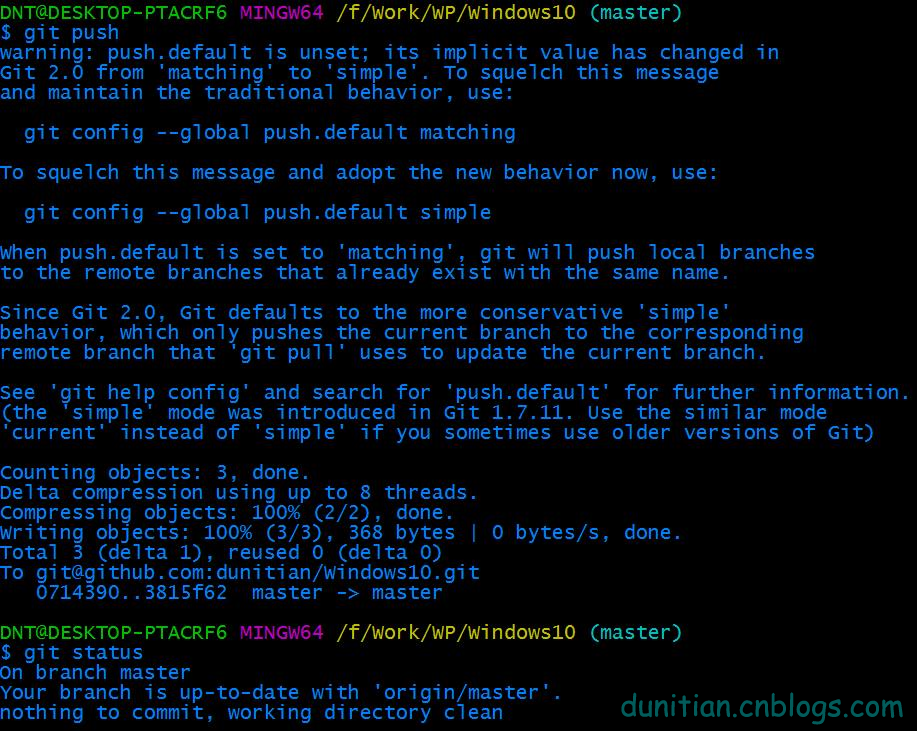 DNT@DESKTOP-PTACRF6 MINGW64 /f/Work/WP/Windows10 (master)
$ git push
warning: push.default is unset; its implicit value has changed in
Git 2.0 from 'matching' to 'simple'. To squelch this message
and maintain the traditional behavior, use:
git config --global push.default matching
To squelch this message and adopt the new behavior now, use:
git config --global push.default simple
When push.default is set to 'matching', git will push local branches
to the remote branches that already exist with the same name.
Since Git 2.0, Git defaults to the more conservative 'simple'
behavior, which only pushes the current branch to the corresponding
remote branch that 'git pull' uses to update the current branch.
See 'git help config' and search for 'push.default' for further information.
(the 'simple' mode was introduced in Git 1.7.11. Use the similar mode
'current' instead of 'simple' if you sometimes use older versions of Git)
Counting objects: 3, done.
Delta compression using up to 8 threads.
Compressing objects: 100% (2/2), done.
Writing objects: 100% (3/3), 368 bytes | 0 bytes/s, done.
Total 3 (delta 1), reused 0 (delta 0)
To git@github.com:dunitian/Windows10.git
0714390..3815f62  master -> master
DNT@DESKTOP-PTACRF6 MINGW64 /f/Work/WP/Windows10 (master)
$ git status
On branch master
Your branch is up-to-date with 'origin/master'.
nothing to commit, working directory clean
dunitian.cnblogs.com